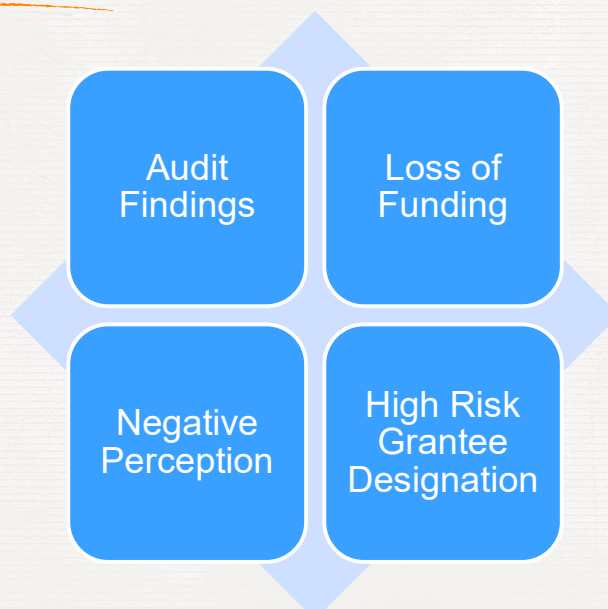 Audit
Findings
Loss of
Funding
Negative
Perception
High Risk
Grantee
Designation